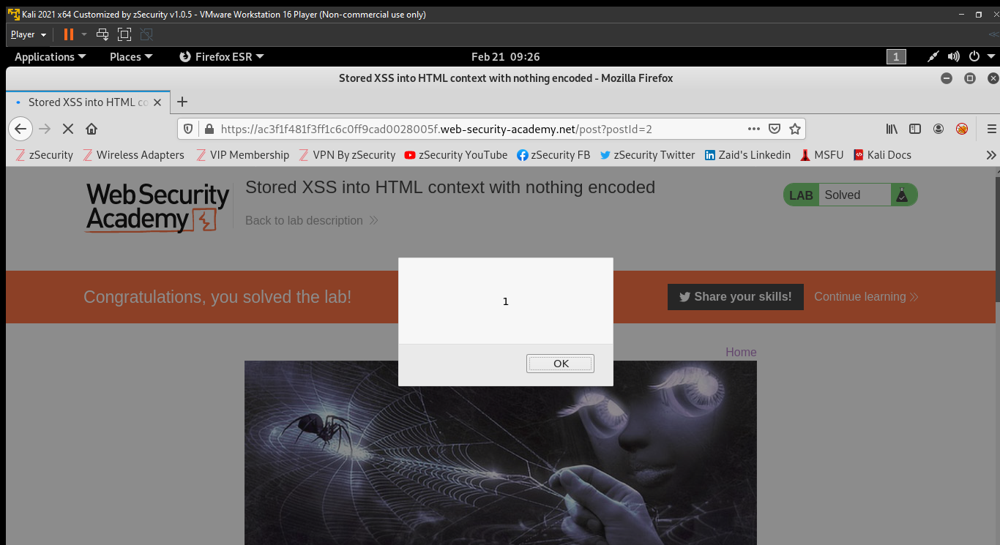 Kali 2021 x64 Customized by zSecurity v1.0.5 - VMware Workstation 16 Player (Non-commercial use only)
Player
Applications Places Firefox ESR Feb 21 09:26 1
Stored XSS into HTML context with nothing encoded - Mozilla Firefox
Stored XSS into HTML co
https://ac3f1f481f3ff1c6c0ff9cad0028005f.web-security-academy.net/post?postId=2
zSecurity Wireless Adapters VIP Membership VPN By zSecurity zSecurity YouTube zSecurity FB zSecurity Twitter Zaid's Linkedin MSFU Kali Docs
Web Security
Academy
Stored XSS into HTML context with nothing encoded
Back to lab description
LAB Solved
Congratulations, you solved the lab!
Share your skills! Continue learning
1
OK
Home